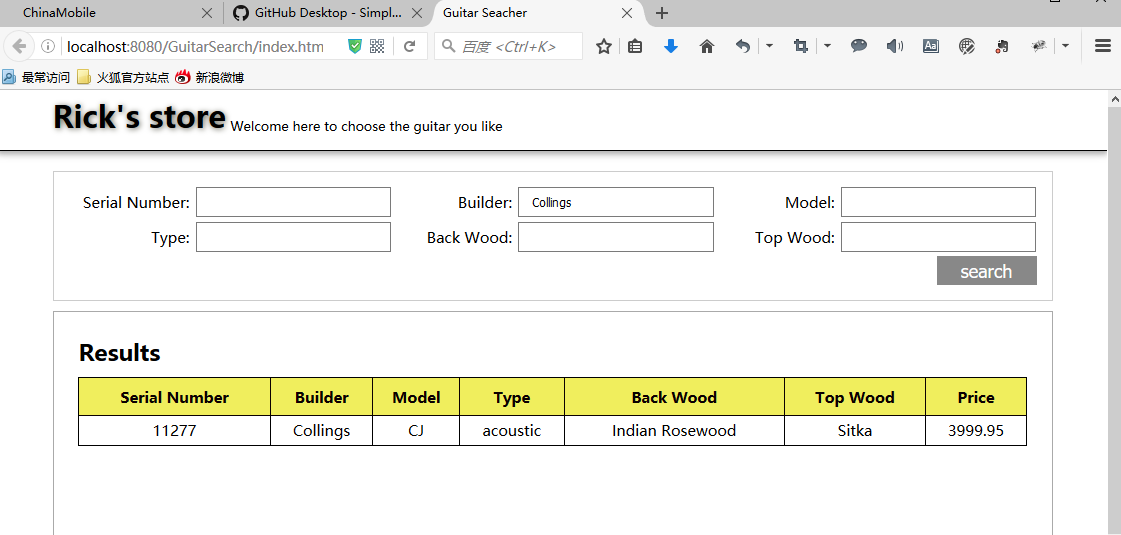 ChinaMobile GitHub Desktop - Simpl... Guitar Seacher
localhost:8080/GuitarSearch/index.htm 百度 <Ctrl+K> Aa
最常访问 火狐官方站点 新浪微博
Rick's store Welcome here to choose the guitar you like
Serial Number: Builder: Collings Model:
Type: Back Wood: Top Wood:
search
Results
Serial Number Builder Model Type Back Wood Top Wood Price
11277 Collings CJ acoustic Indian Rosewood Sitka 3999.95